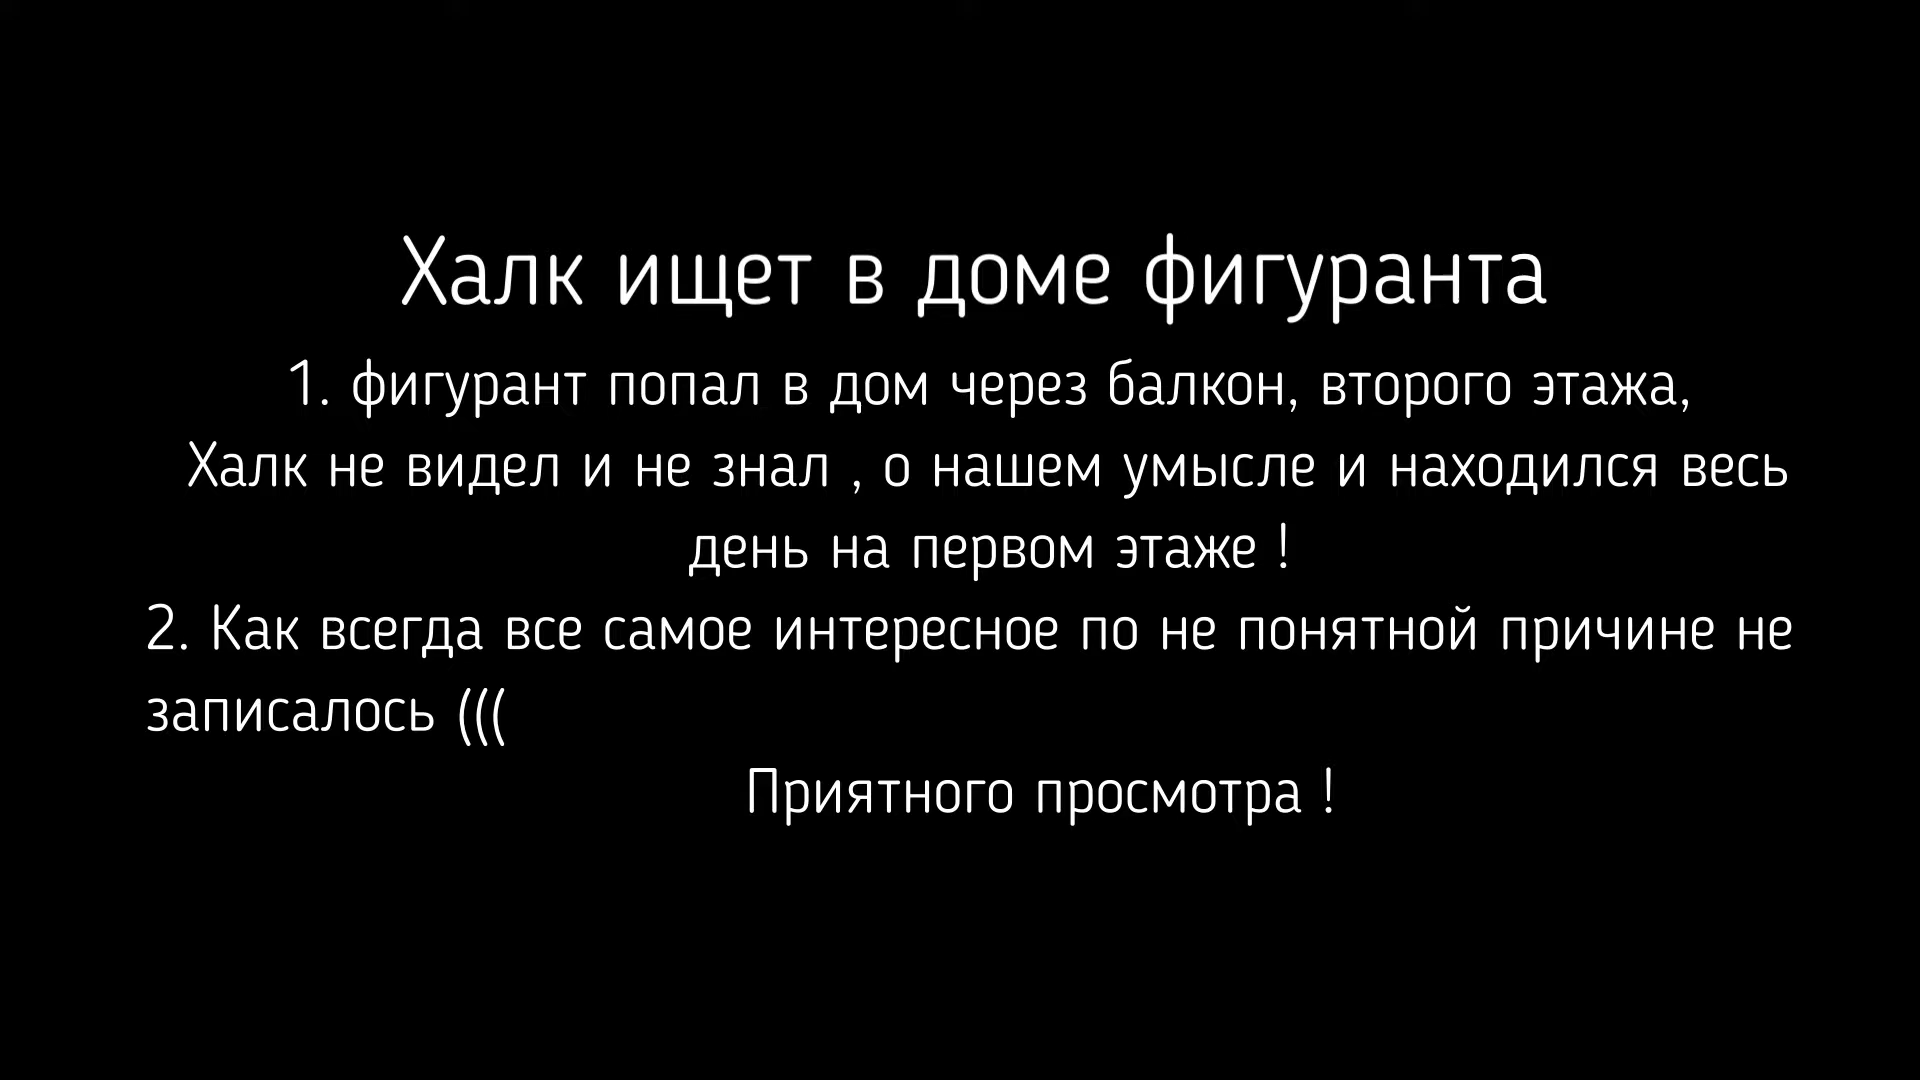 Халк ищет в доме фигуранта
1. фигурант попал в дом через балкон, второго этажа,
Халк не видел и не знал , о нашем умысле и находился весь
день на первом этаже !
2. Как всегда все самое интересное по не понятной причине не
записалось (((
Приятного просмотра !